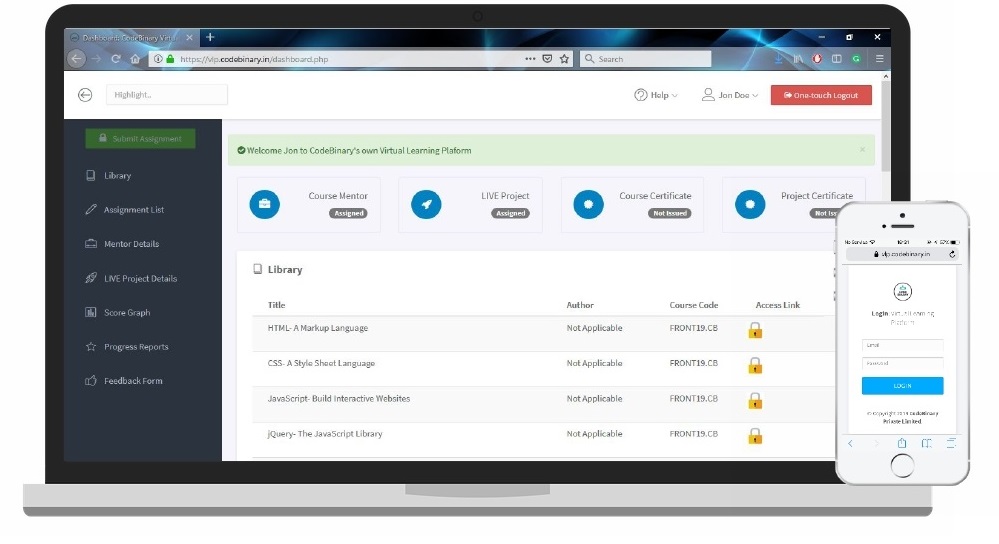 Dashboard: CodeBinary Virt
https://vlp.codebinary.in/dashboard.php
Search
Highlight..
Help
Jon Doe
One-touch Logout
Submit Assignment
Library
Assignment List
Mentor Details
LIVE Project Details
Score Graph
Progress Reports
Feedback Form
Welcome Jon to CodeBinary's own Virtual Learning Plaform
Course Mentor
Assigned
LIVE Project
Assigned
Course Certificate
Not Issued
Project Certificate
Not Issu
Library
Title Author Course Code Access Link
HTML- A Markup Language Not Applicable FRONT19.CB
CSS- A Style Sheet Language Not Applicable FRONT19.CB
JavaScript- Build Interactive Websites Not Applicable FRONT19.CB
jQuery- The JavaScript Library Not Applicable FRONT19.CB
No Service 16:31 57%
vlp.codebinary.in
Login Virtual Learning
Platform
Email
Password
LOGIN
© Copyright 2019 CodeBinary
Private Limited